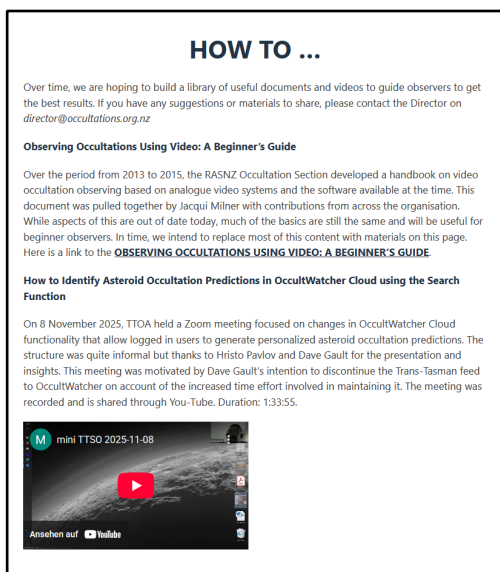 HOW TO ...
Over time, we are hoping to build a library of useful documents and videos to guide observers to get
the best results. If you have any suggestions or materials to share, please contact the Director on
director@occultations.org.nz
Observing Occultations Using Video: A Beginner's Guide
Over the period from 2013 to 2015, the RASNZ Occultation Section developed a handbook on video
occultation observing based on analogue video systems and the software available at the time. This
document was pulled together by Jacqui Milner with contributions from across the organisation.
While aspects of this are out of date today, much of the basics are still the same and will be useful for
beginner observers. In time, we intend to replace most of this content with materials on this page.
Here is a link to the OBSERVING OCCULTATIONS USING VIDEO: A BEGINNER'S GUIDE.
How to Identify Asteroid Occultation Predictions in OccultWatcher Cloud using the Search
Function
On 8 November 2025, TTOA held a Zoom meeting focused on changes in OccultWatcher Cloud
functionality that allow logged in users to generate personalized asteroid occultation predictions. The
structure was quite informal but thanks to Hristo Pavlov and Dave Gault for the presentation and
insights. This meeting was motivated by Dave Gault's intention to discontinue the Trans-Tasman feed
to OccultWatcher on account of the increased time effort involved in maintaining it. The meeting was
recorded and is shared through You-Tube. Duration: 1:33:55.
M mini TTSO 2025-11-08
Ansehen auf YouTube